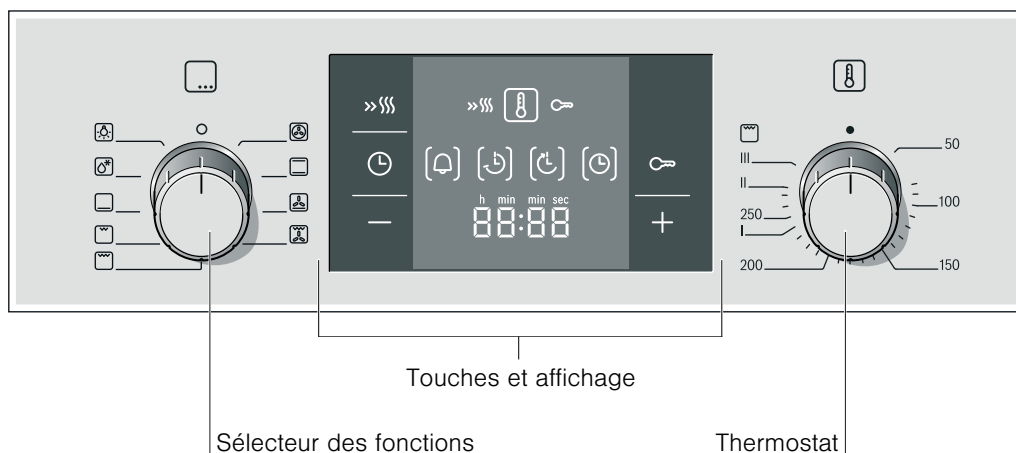 h min min sec
88:88
III
II
250
I
200
50
100
150
Touches et affichage
Sélecteur des fonctions
Thermostat